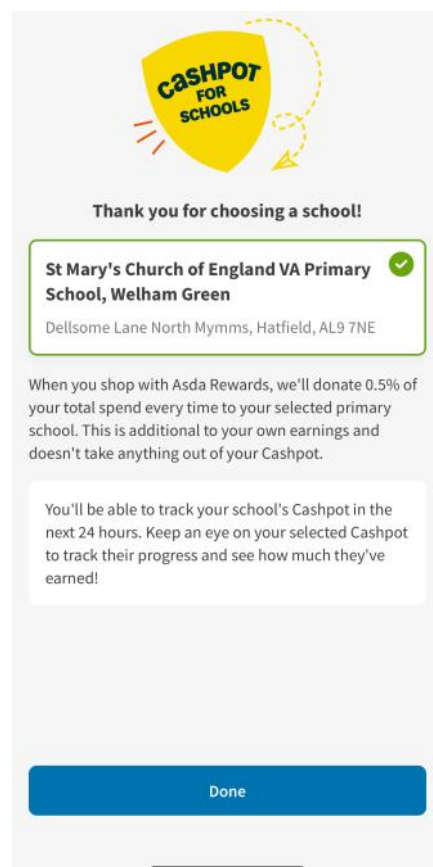 CASHPOT
FOR
SCHOOLS
Thank you for choosing a school!
St Mary's Church of England VA Primary
School, Welham Green
Dellsome Lane North Mymms, Hatfield, AL9 7NE
When you shop with Asda Rewards, we'll donate 0.5% of
your total spend every time to your selected primary
school. This is additional to your own earnings and
doesn't take anything out of your Cashpot.
You'll be able to track your school's Cashpot in the
next 24 hours. Keep an eye on your selected Cashpot
to track their progress and see how much they've
earned!
Done